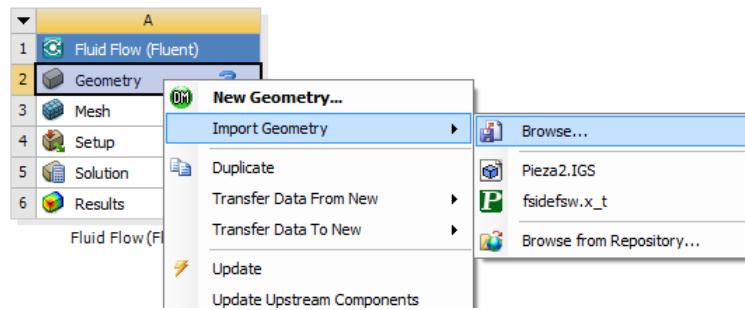 A
1 Fluid Flow (Fluent)
2 Geometry
3 Mesh
4 Setup
5 Solution
6 Results
Fluid Flow (Fl
DM New Geometry...
Import Geometry
Duplicate
Transfer Data From New
Transfer Data To New
Update
Update Upstream Components
Browse...
Pieza2.IGS
P fsidefsw.x_t
Browse from Repository...